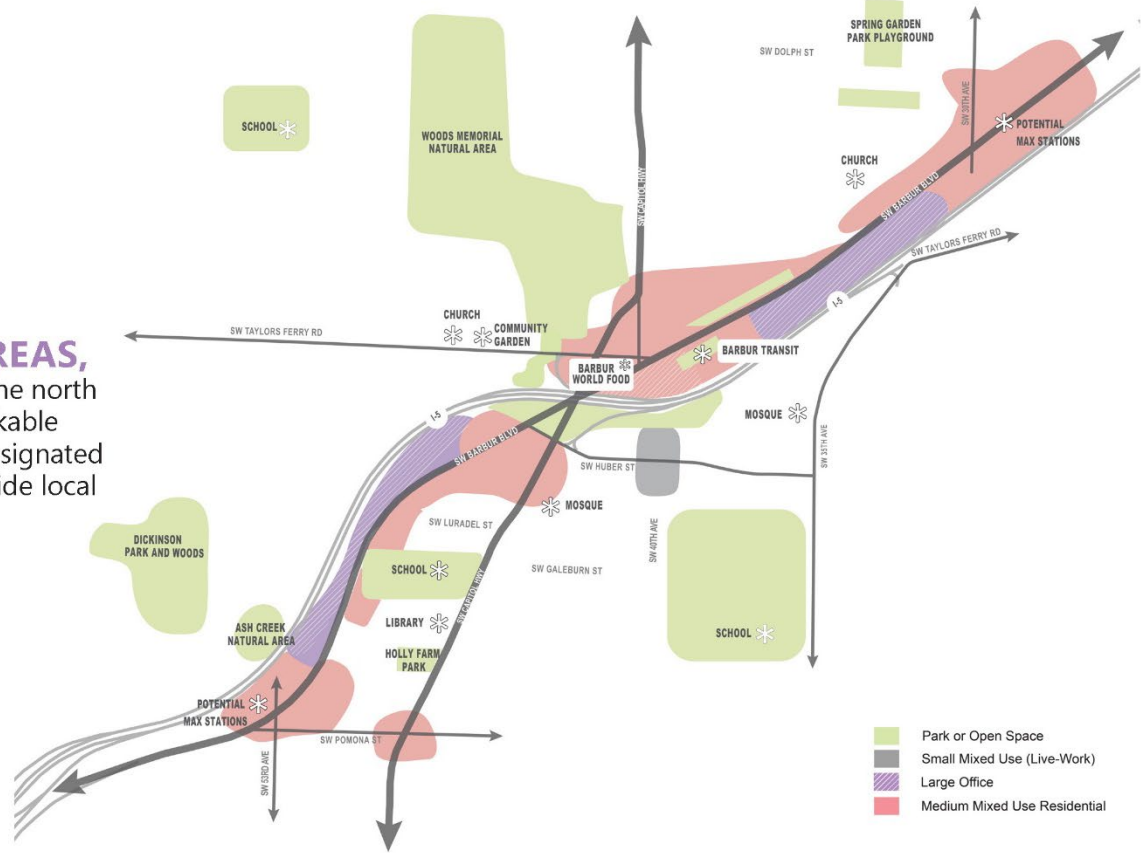 SPRING GARDEN
PARK PLAYGROUND
SW DOLPH ST
SW 30TH AVE
SCHOOL
WOODS MEMORIAL
NATURAL AREA
POTENTIAL
MAX STATIONS
CHURCH
SW CAPITOL HWY
SW BARBUR BLVD
SW TAYLORS FERRY RD
I-5
CHURCH
COMMUNITY
GARDEN
SW TAYLORS FERRY RD
BARBUR TRANSIT
BARBUR
WORLD FOOD
REAS,
he north
kable
signated
ide local
I-5
MOSQUE
SW BARBUR BLVD
SW HUBER ST
SW 35TH AVE
MOSQUE
SW LURADEL ST
SW 40TH AVE
DICKINSON
PARK AND WOODS
SCHOOL
SW GALEBURN ST
SW CAPITOL HWY
LIBRARY
ASH CREEK
NATURAL AREA
SCHOOL
HOLLY FARM
PARK
POTENTIAL
MAX STATIONS
SW POMONA ST
SW 53RD AVE
Park or Open Space
Small Mixed Use (Live-Work)
Large Office
Medium Mixed Use Residential